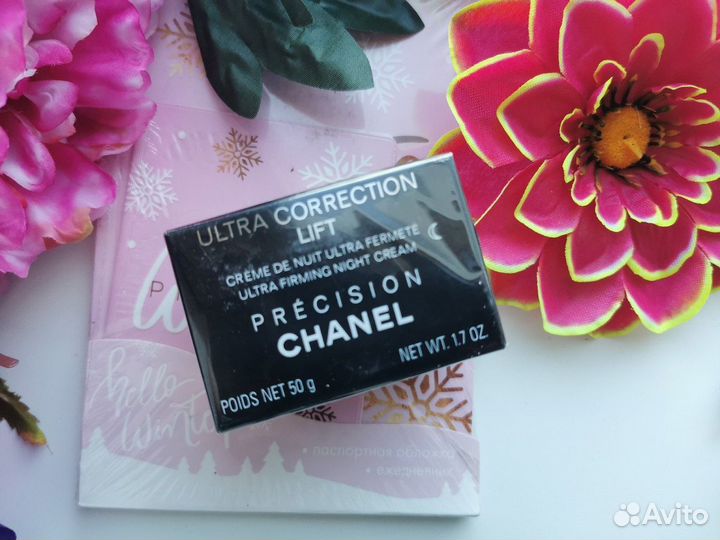 ULTRA CORRECTION
LIFT
CRÈME DE NUIT ULTRA FERMETÉ
ULTRA FIRMING NIGHT CREAM
PRÉCISION
CHANEL
POIDS NET 50 g
NET WT. 1.7 OZ.
hello
winter
• паспортная обложка
• ежедневник
Avito